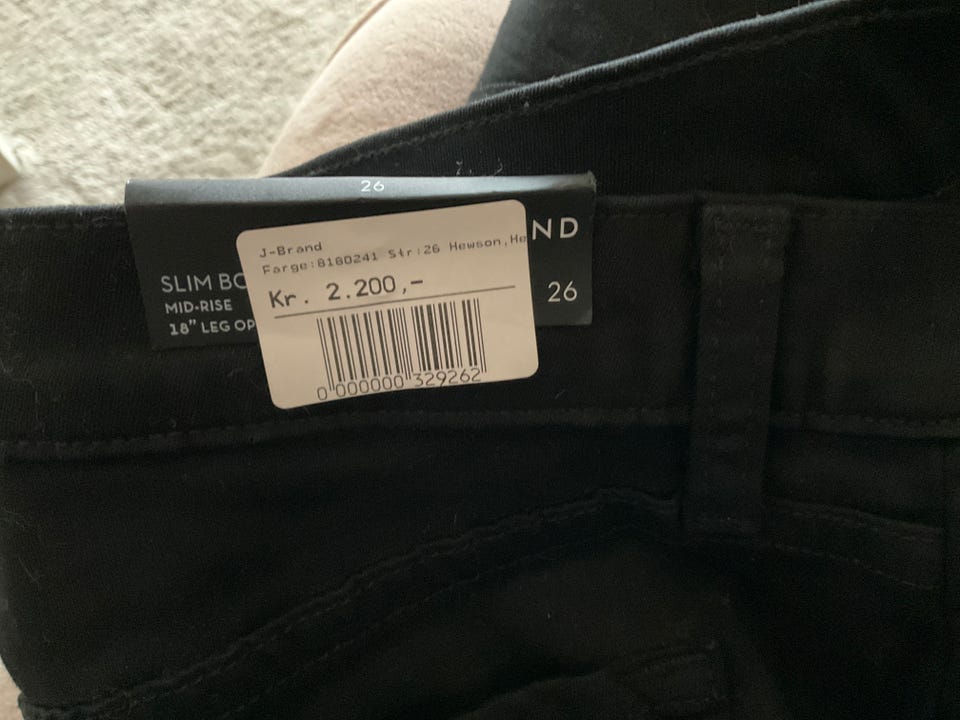 26
J-Brand
Farge:8180241 Str:26 Hewson,He
Kr. 2.200,-
0 000000 329262
SLIM BO
MID-RISE
18" LEG OP
ND
26